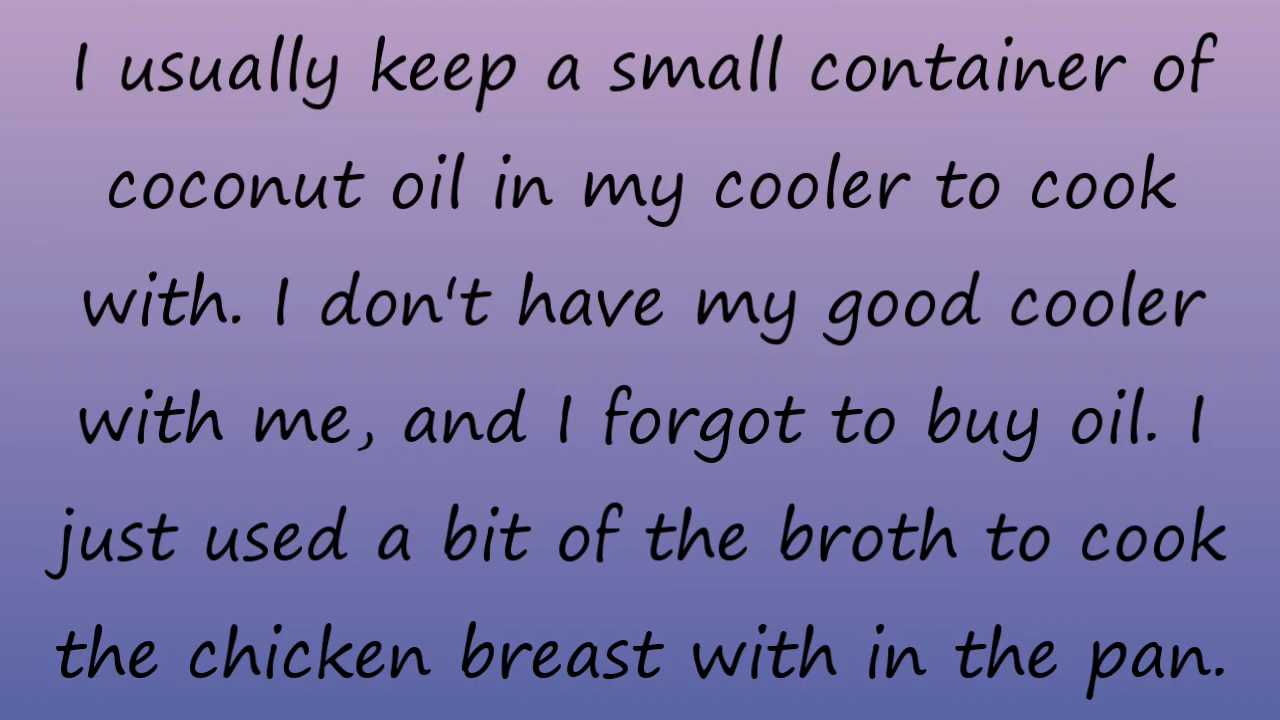 I usually keep a small container of
coconut oil in my cooler to cook
with. I don't have my good cooler
with me, and I forgot to buy oil. I
just used a bit of the broth to cook
the chicken breast with in the pan.